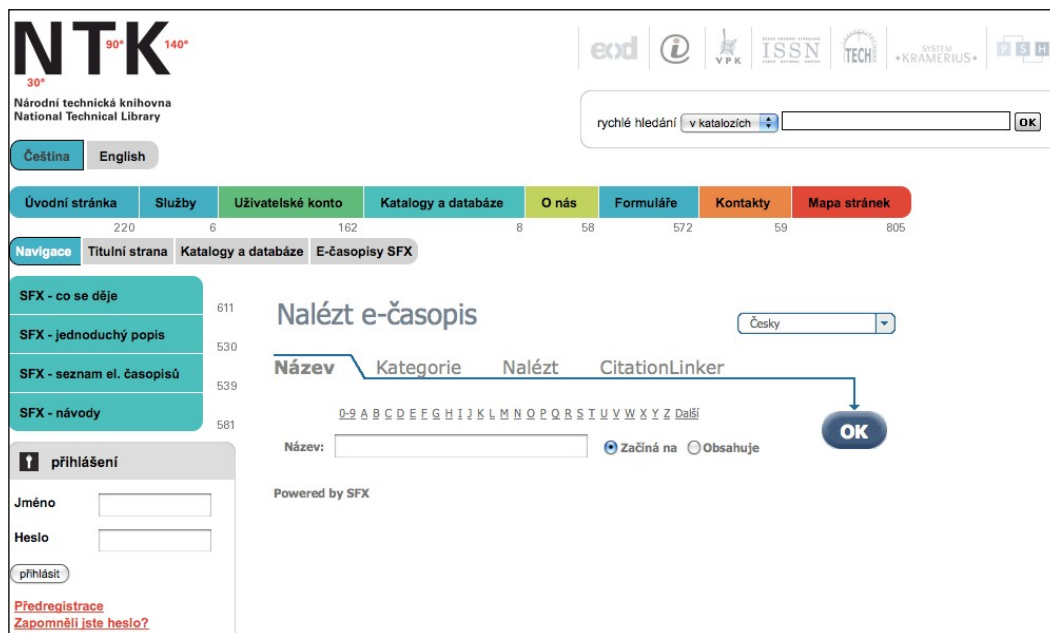 NTK
90° 140°
30°
Národní technická knihovna
National Technical Library
eod i VPK ISSN TECH SYSTEM •KRAMERIUS• PSH
rychlé hledání v katalozích OK
Čeština English
Úvodní stránka Služby Uživatelské konto Katalogy a databáze O nás Formuláře Kontakty Mapa stránek
220 6 162 8 58 572 59 805
Navigace Titulní strana Katalogy a databáze E-časopisy SFX
SFX - co se děje
611
SFX - jednoduchý popis
530
SFX - seznam el. časopisů
539
SFX - návody
581
přihlášení
Jméno
Heslo
přihlásit
Předregistrace
Zapomněli jste heslo?
Nalézt e-časopis
Česky
Název Kategorie Nalézt CitationLinker
0-9 A B C D E F G H I J K L M N O P Q R S T U V W X Y Z Další
OK
Název: Začíná na Obsahuje
Powered by SFX